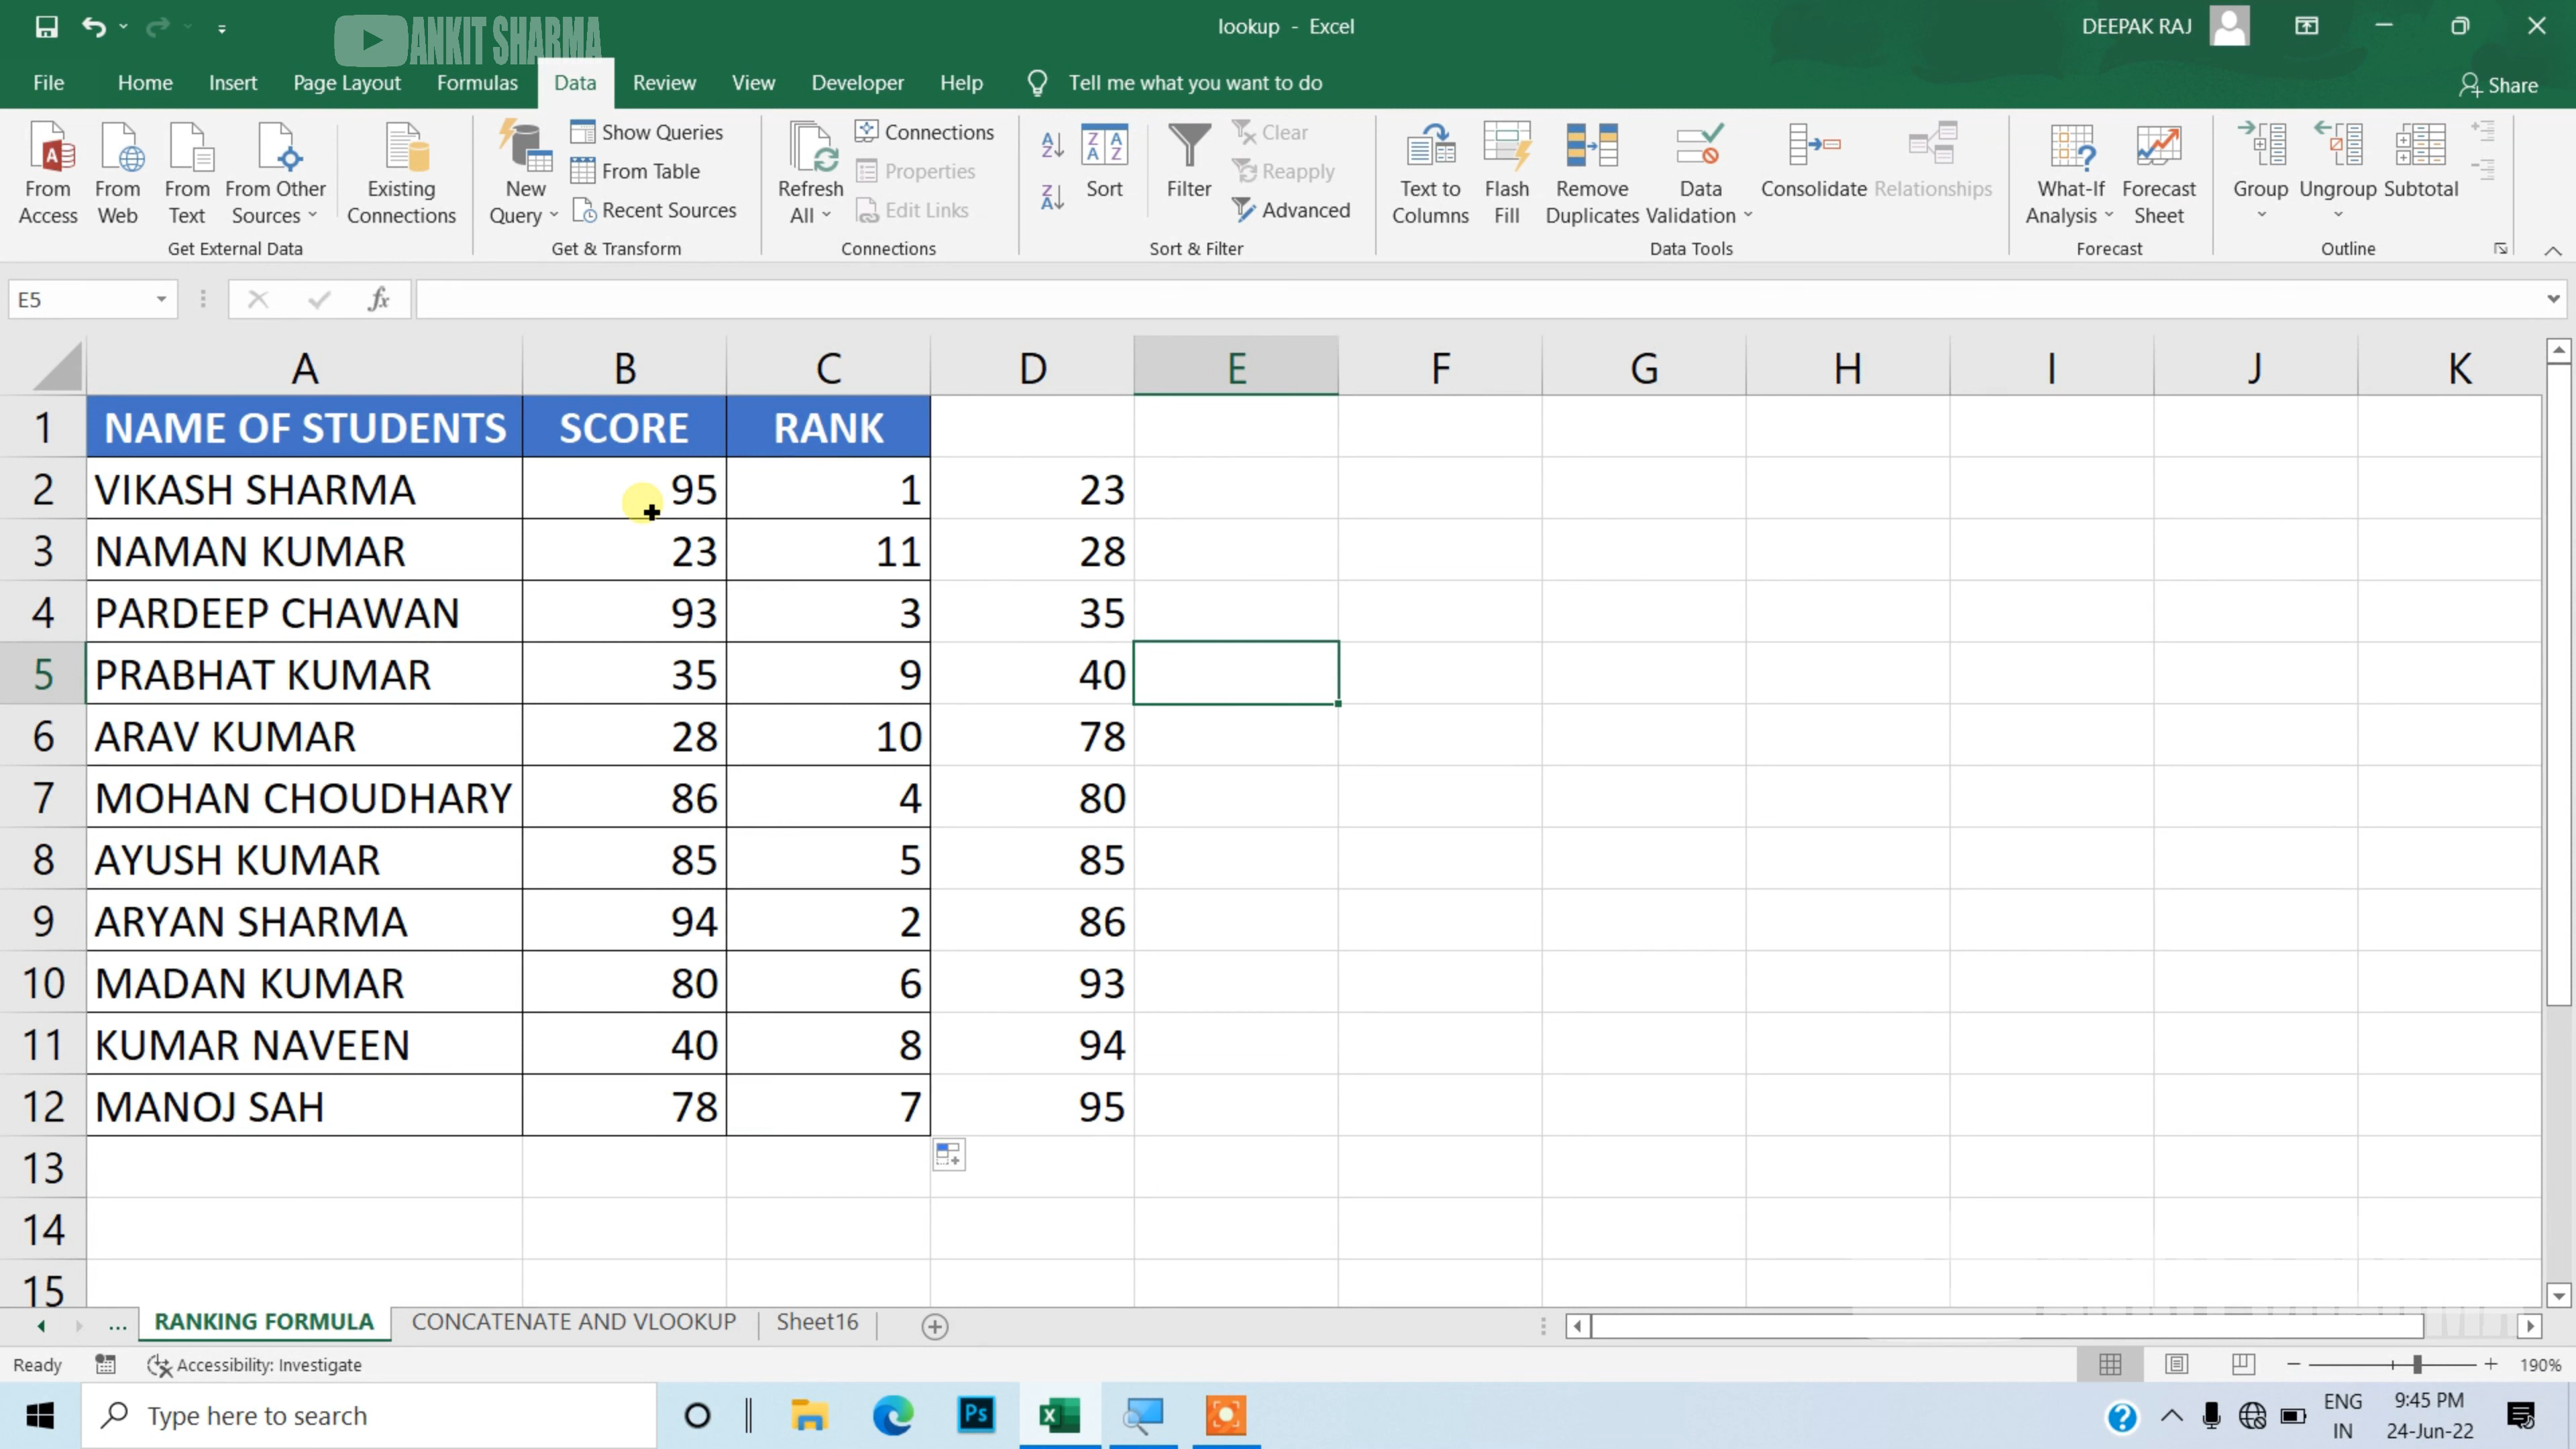 ANKIT SHARMA
lookup - Excel
DEEPAK RAJ
File Home Insert Page Layout Formulas Data Review View Developer Help Tell me what you want to do Share
From Access
From Web
From Text
From Other Sources
Existing Connections
Get External Data
New Query
Show Queries
From Table
Recent Sources
Get & Transform
Refresh All
Connections
Properties
Edit Links
Connections
Sort
Filter
Clear
Reapply
Advanced
Sort & Filter
Text to Columns
Flash Fill
Remove Duplicates
Data Validation
Consolidate
Relationships
Data Tools
What-If Analysis
Forecast Sheet
Forecast
Group
Ungroup
Subtotal
Outline
E5 fx
A B C D E F G H I J K
1 NAME OF STUDENTS SCORE RANK
2 VIKASH SHARMA 95 1 23
3 NAMAN KUMAR 23 11 28
4 PARDEEP CHAWAN 93 3 35
5 PRABHAT KUMAR 35 9 40
6 ARAV KUMAR 28 10 78
7 MOHAN CHOUDHARY 86 4 80
8 AYUSH KUMAR 85 5 85
9 ARYAN SHARMA 94 2 86
10 MADAN KUMAR 80 6 93
11 KUMAR NAVEEN 40 8 94
12 MANOJ SAH 78 7 95
13
14
15
... RANKING FORMULA CONCATENATE AND VLOOKUP Sheet16
Ready Accessibility: Investigate 190%
Type here to search
Ps
ENG
IN
9:45 PM
24-Jun-22